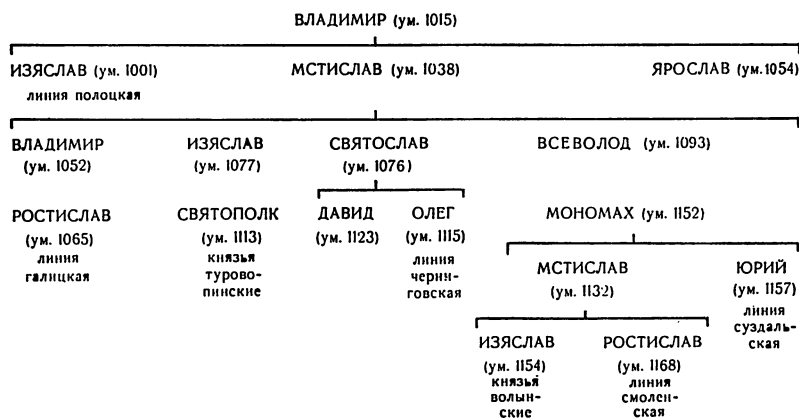 ВЛАДИМИР (ум. 1015)
ИЗЯСЛАВ (ум. 1001) МСТИСЛАВ (ум. 1038) ЯРОСЛАВ (ум. 1054)
линия полоцкая
ВЛАДИМИР ИЗЯСЛАВ СВЯТОСЛАВ ВСЕВОЛОД (ум. 1093)
(ум. 1052) (ум. 1077) (ум. 1076)
РОСТИСЛАВ СВЯТОПОЛК ДАВИД ОЛЕГ МОНОМАХ (ум. 1152)
(ум. 1065) (ум. 1113) (ум. 1123) (ум. 1115)
линия князья линия
галицкая турово- чернин-
пинские говская
МСТИСЛАВ ЮРИЙ
(ум. 1132) (ум. 1157)
линия
суздаль-
ская
ИЗЯСЛАВ РОСТИСЛАВ
(ум. 1154) (ум. 1168)
князья линия
волын- смолен-
ские ская